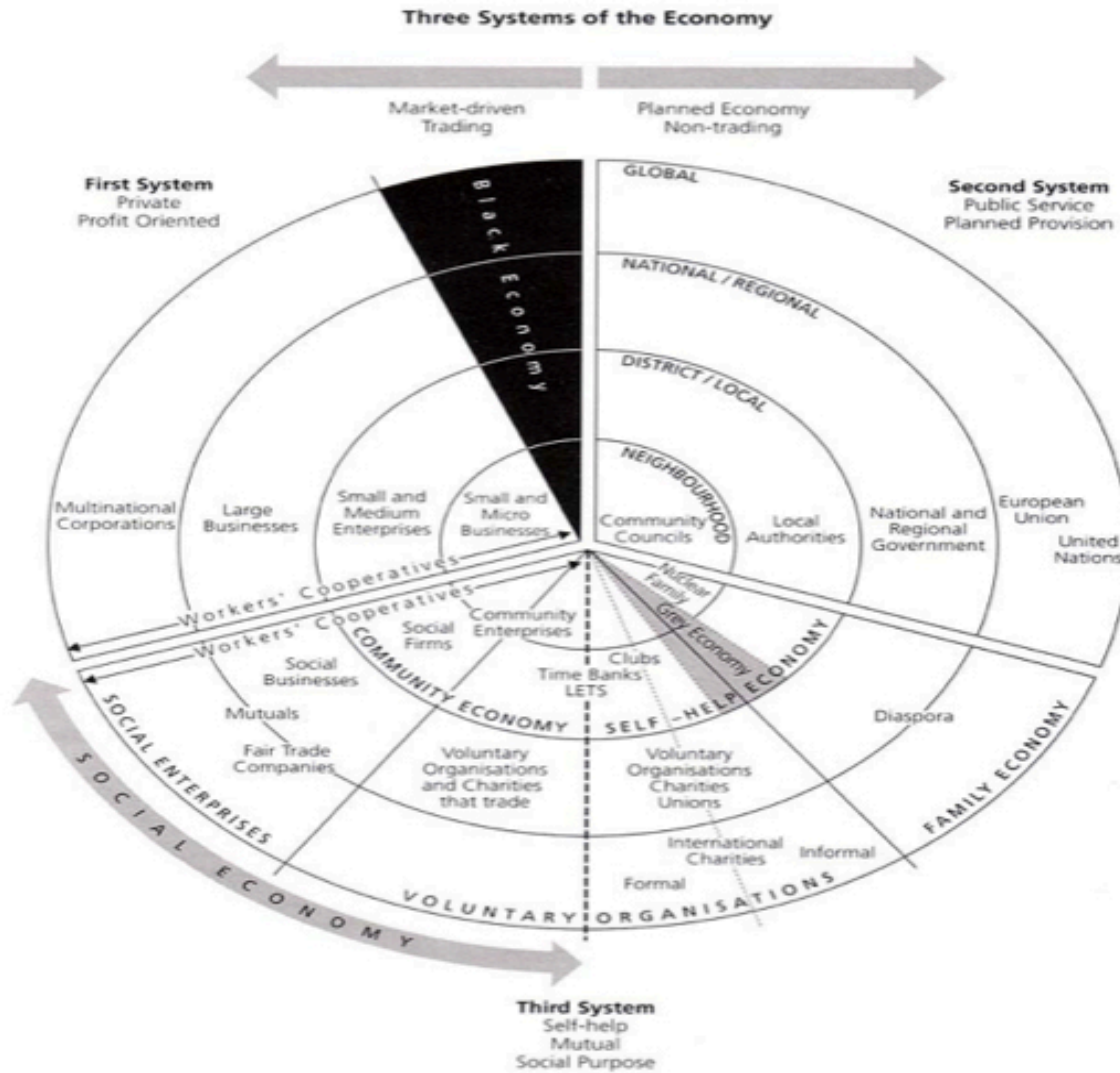 Three Systems of the Economy
Market-driven
Trading
Planned Economy
Non-trading
First System
Private
Profit Oriented
Second System
Public Service
Planned Provision
Black Economy
GLOBAL
NATIONAL / REGIONAL
DISTRICT / LOCAL
NEIGHBOURHOOD
Multinational
Corporations
Large
Businesses
Small and
Medium
Enterprises
Small and
Micro
Businesses
Community
Councils
Local
Authorities
National and
Regional
Government
European
Union
United
Nations
Workers' Cooperatives
Workers' Cooperatives
Nuclear
Family
Grey Economy
Community
Enterprises
Social
Firms
Social
Businesses
Mutuals
Fair Trade
Companies
Clubs
Time Banks
LETS
COMMUNITY ECONOMY
SELF-HELP ECONOMY
Diaspora
Voluntary
Organisations
and Charities
that trade
Voluntary
Organisations
Charities
Unions
International
Charities
Informal
Formal
SOCIAL ENTERPRISES
VOLUNTARY ORGANISATIONS
FAMILY ECONOMY
SOCIAL ECONOMY
Third System
Self-help
Mutual
Social Purpose